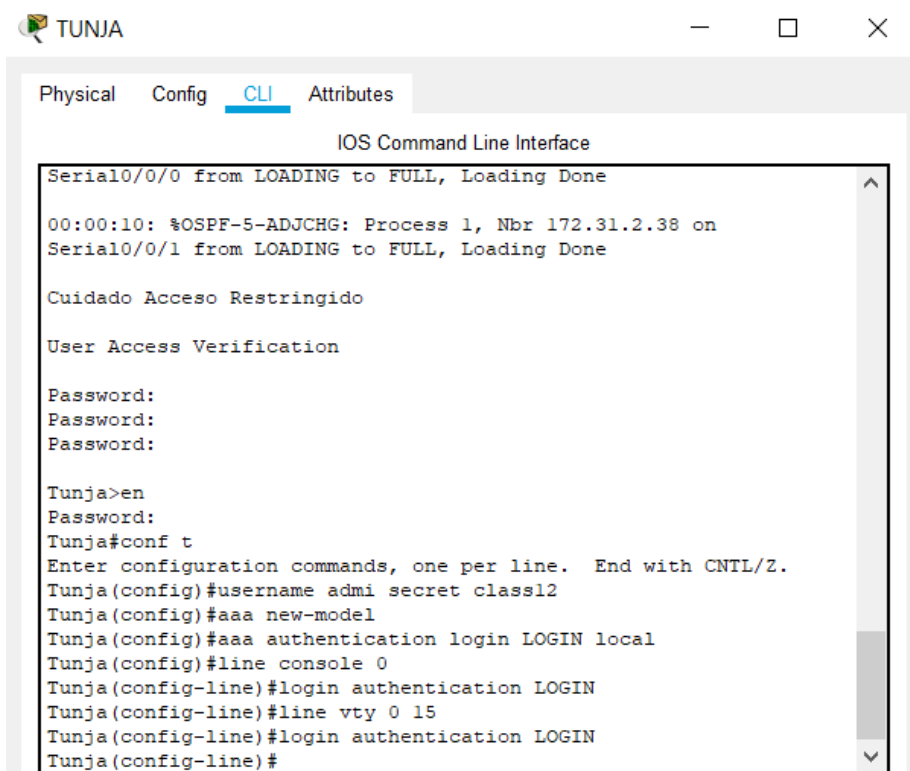 TUNJA
Physical Config CLI Attributes
IOS Command Line Interface
Serial0/0/0 from LOADING to FULL, Loading Done
00:00:10: %OSPF-5-ADJCHG: Process 1, Nbr 172.31.2.38 on
Serial0/0/1 from LOADING to FULL, Loading Done
Cuidado Acceso Restringido
User Access Verification
Password:
Password:
Password:
Tunja>en
Password:
Tunja#conf t
Enter configuration commands, one per line.  End with CNTL/Z.
Tunja(config)#username admi secret class12
Tunja(config)#aaa new-model
Tunja(config)#aaa authentication login LOGIN local
Tunja(config)#line console 0
Tunja(config-line)#login authentication LOGIN
Tunja(config-line)#line vty 0 15
Tunja(config-line)#login authentication LOGIN
Tunja(config-line)#